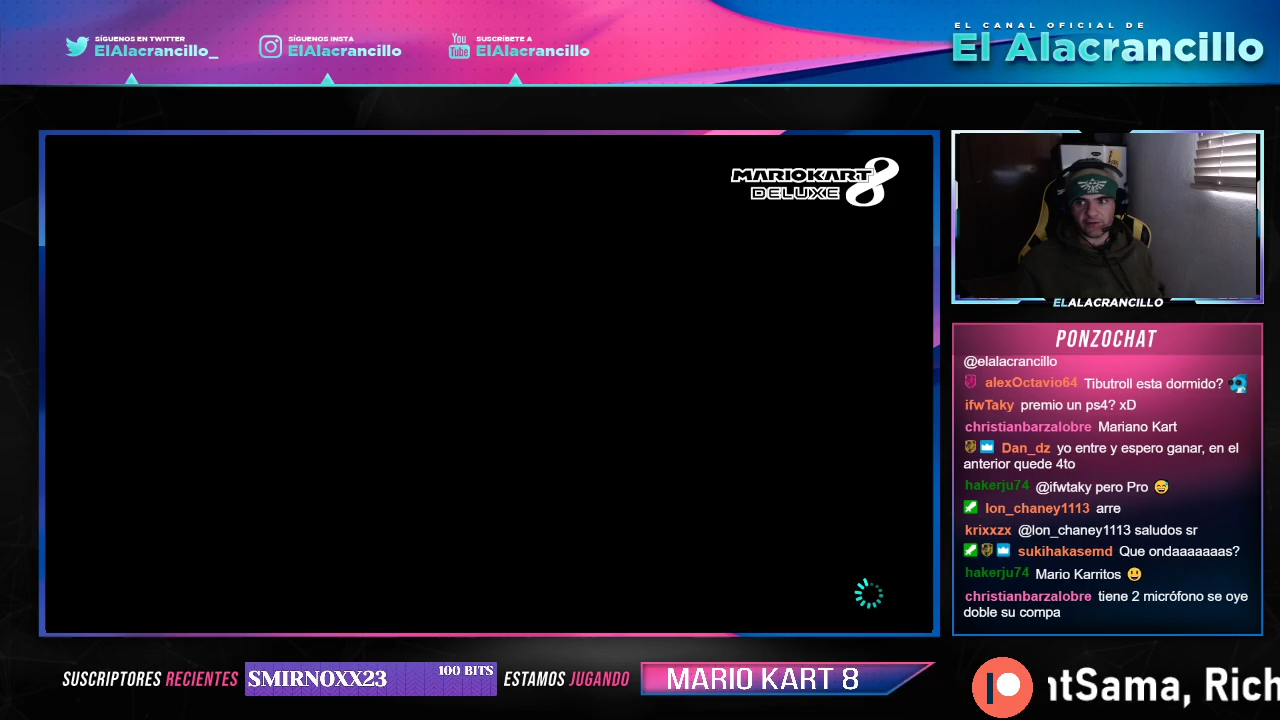 SÍGUENOS EN TWITTER
ElAlacrancillo_
SÍGUENOS INSTA
ElAlacrancillo
You
Tube
SUSCRÍBETE A
ElAlacrancillo
EL CANAL OFICIAL DE
El Alacrancillo
MARIOKART 8
DELUXE
ELALACRANCILLO
PONZOCHAT
@elalacrancillo
alexOctavio64 Tibutroll esta dormido?
ifwTaky premio un ps4? xD
christianbarzalobre Mariano Kart
Dan_dz yo entre y espero ganar, en el
anterior quede 4to
hakerju74 @ifwtaky pero Pro 😅
lon_chaney1113 arre
krixxzx @lon_chaney1113 saludos sr
sukihakasemd Que ondaaaaaaas?
hakerju74 Mario Karritos 😃
christianbarzalobre tiene 2 micrófono se oye
doble su compa
SUSCRIPTORES RECIENTES SMIRNOXX23 100 BITS ESTAMOS JUGANDO MARIO KART 8
ntSama, Rich